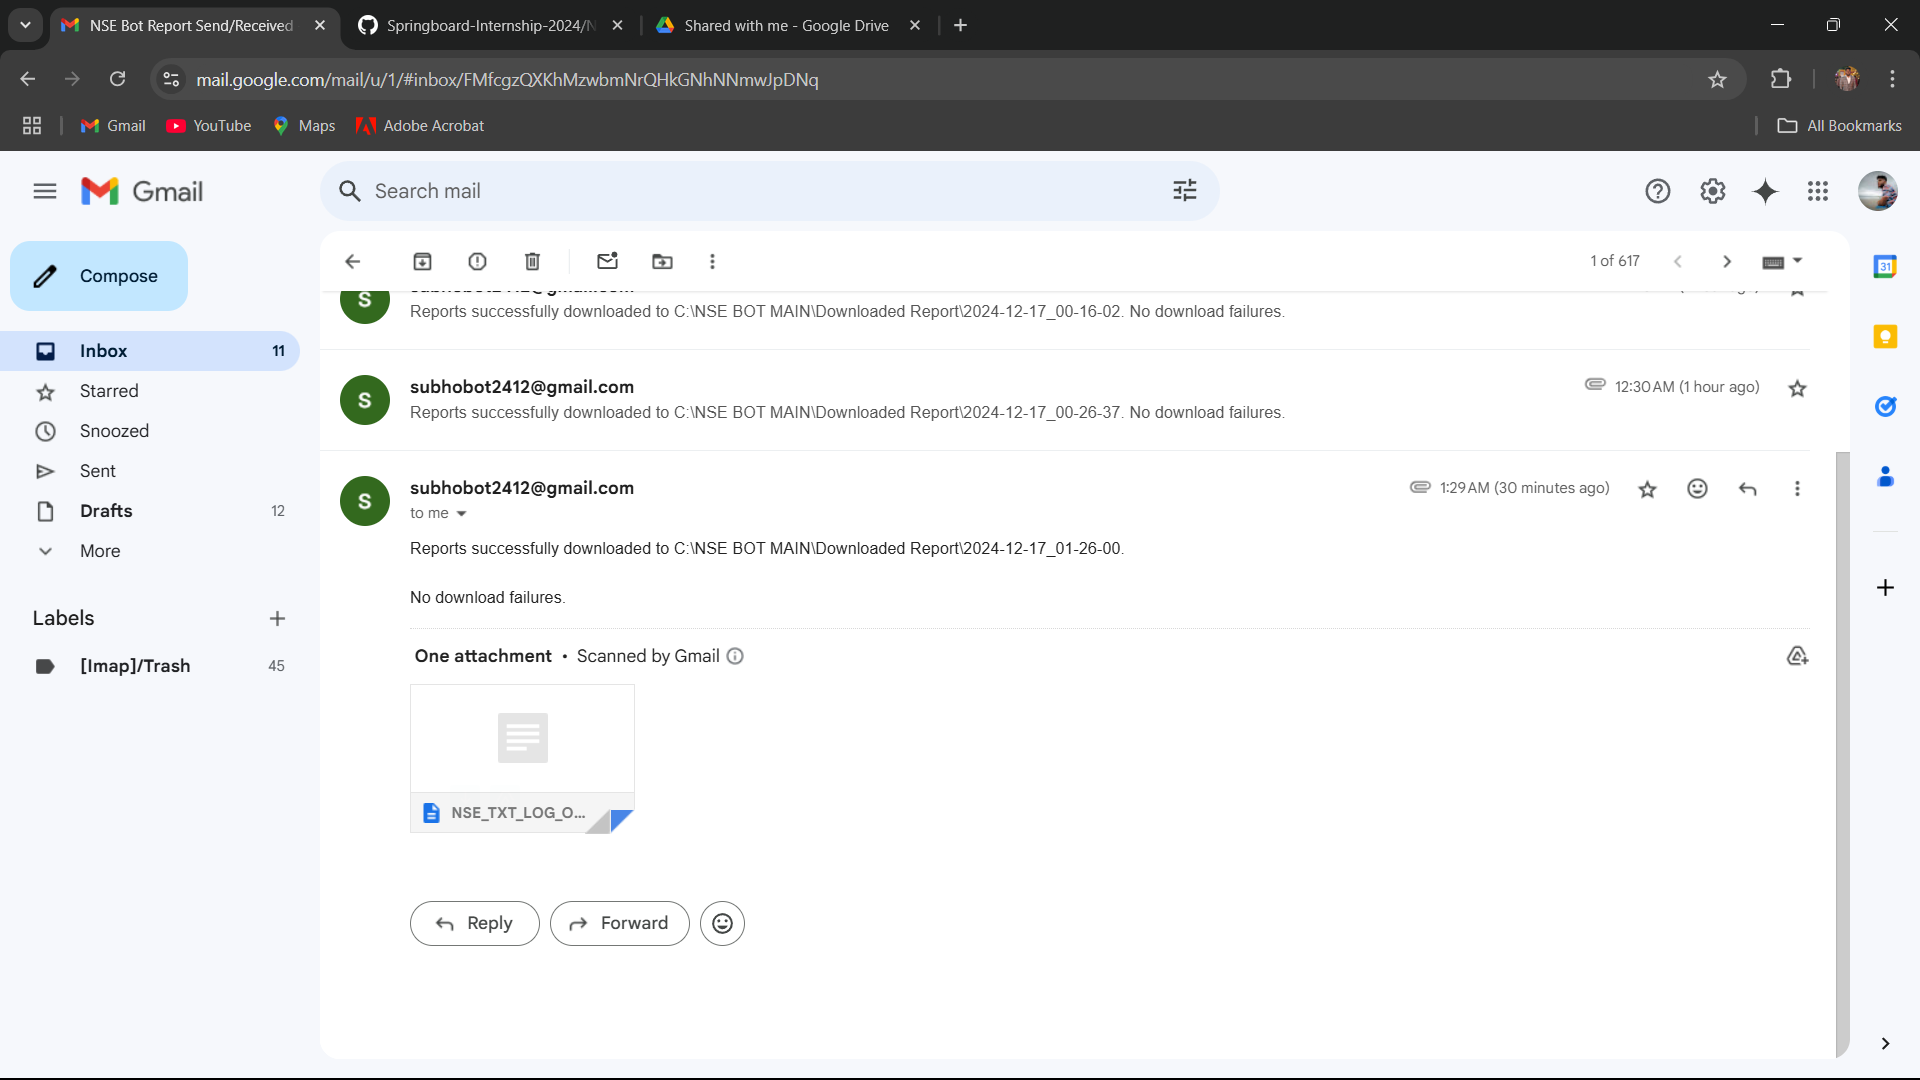 NSE Bot Report Send/Received
Springboard-Internship-2024/N
Shared with me - Google Drive
mail.google.com/mail/u/1/#inbox/FMfcgzQXKhMzwbmNrQHkGNhNNmwJpDNq
Gmail
YouTube
Maps
Adobe Acrobat
All Bookmarks
Gmail
Search mail
Compose
1 of 617
Inbox 11
Starred
Snoozed
Sent
Drafts 12
More
Labels
[Imap]/Trash 45
S
Reports successfully downloaded to C:\NSE BOT MAIN\Downloaded Report\2024-12-17_00-16-02. No download failures.
S
subhobot2412@gmail.com
12:30 AM (1 hour ago)
Reports successfully downloaded to C:\NSE BOT MAIN\Downloaded Report\2024-12-17_00-26-37. No download failures.
S
subhobot2412@gmail.com
1:29 AM (30 minutes ago)
to me
Reports successfully downloaded to C:\NSE BOT MAIN\Downloaded Report\2024-12-17_01-26-00.
No download failures.
One attachment • Scanned by Gmail
NSE_TXT_LOG_O...
Reply
Forward
31